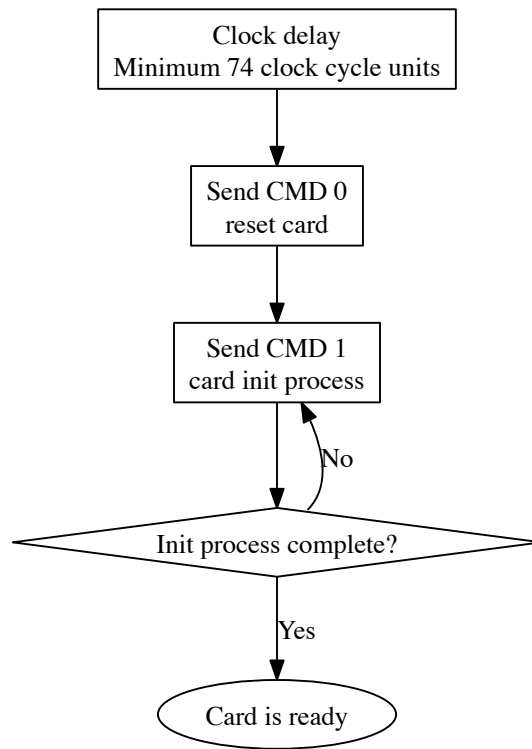 Clock delay
Minimum 74 clock cycle units
Send CMD 0
reset card
Send CMD 1
card init process
No
Init process complete?
Yes
Card is ready